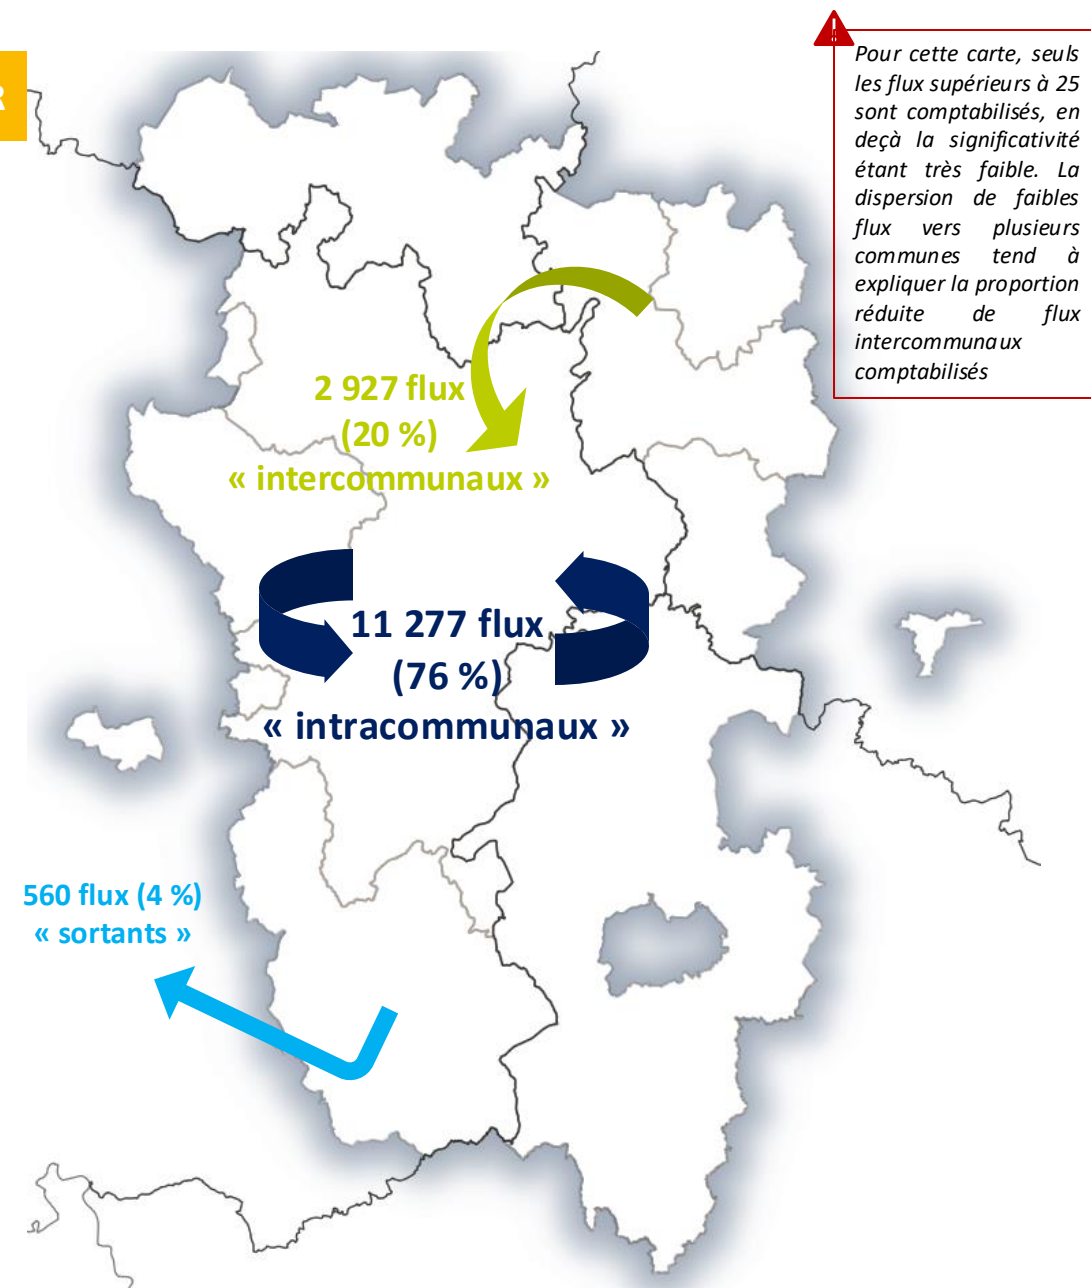 R
!
Pour cette carte, seuls
les flux supérieurs à 25
sont comptabilisés, en
deçà la significativité
étant très faible. La
dispersion de faibles
flux vers plusieurs
communes tend à
expliquer la proportion
réduite de flux
intercommunaux
comptabilisés
2 927 flux
(20 %)
« intercommunaux »
11 277 flux
(76 %)
« intracommunaux »
560 flux (4 %)
« sortants »